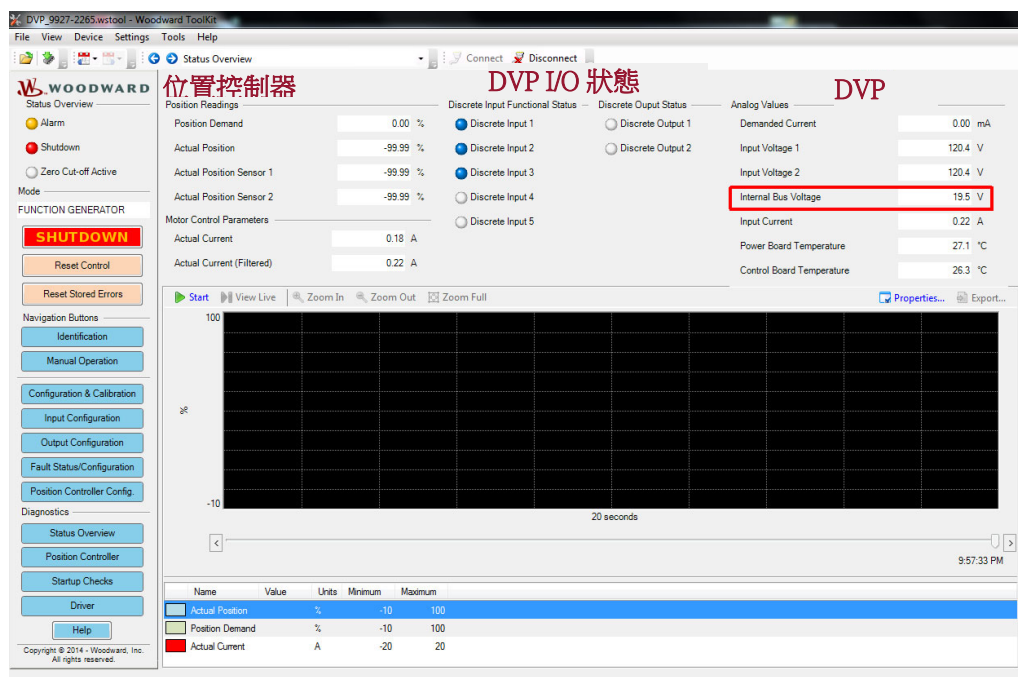 DVP_9927-2265.wstool - Woodward ToolKit
File View Device Settings Tools Help
Status Overview
Connect Disconnect
WOODWARD
位置控制器
DVP I/O 狀態
DVP
Status Overview
Alarm
Shutdown
Zero Cut-off Active
Mode
FUNCTION GENERATOR
SHUTDOWN
Reset Control
Reset Stored Errors
Navigation Buttons
Identification
Manual Operation
Configuration & Calibration
Input Configuration
Output Configuration
Fault Status/Configuration
Position Controller Config.
Diagnostics
Status Overview
Position Controller
Startup Checks
Driver
Help
Copyright © 2014 - Woodward, Inc.
All rights reserved.
Position Readings
Position Demand 0.00 %
Actual Position -99.99 %
Actual Position Sensor 1 -99.99 %
Actual Position Sensor 2 -99.99 %
Motor Control Parameters
Actual Current 0.18 A
Actual Current (Filtered) 0.22 A
Discrete Input Functional Status
Discrete Input 1
Discrete Input 2
Discrete Input 3
Discrete Input 4
Discrete Input 5
Discrete Ouput Status
Discrete Output 1
Discrete Output 2
Analog Values
Demanded Current 0.00 mA
Input Voltage 1 120.4 V
Input Voltage 2 120.4 V
Internal Bus Voltage 19.5 V
Input Current 0.22 A
Power Board Temperature 27.1 °C
Control Board Temperature 26.3 °C
Start View Live Zoom In Zoom Out Zoom Full Properties... Export...
100
%
-10
20 seconds
9:57:33 PM
Name Value Units Minimum Maximum
Actual Position % -10 100
Position Demand % -10 100
Actual Current A -20 20